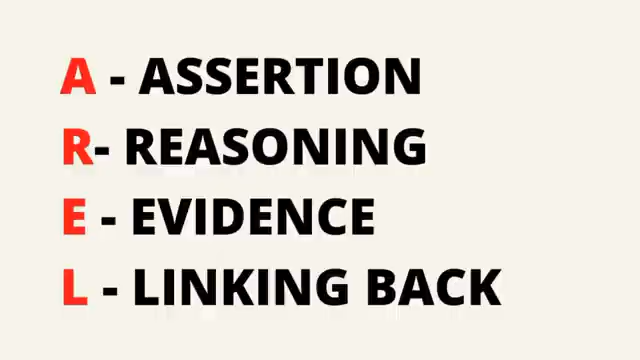 A - ASSERTION
R- REASONING
E - EVIDENCE
L - LINKING BACK